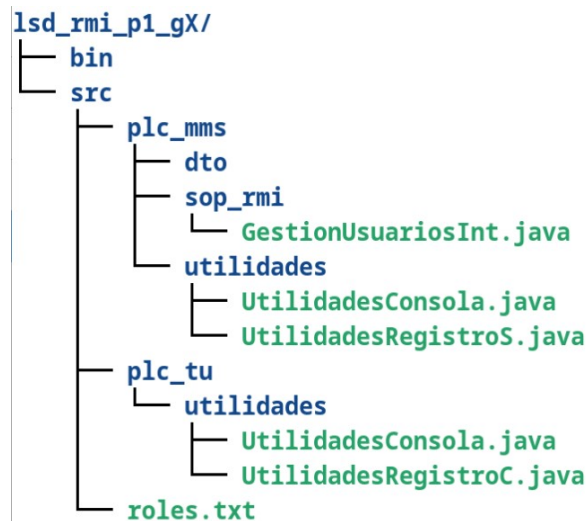 lsd_rmi_p1_gX/
bin
src
plc_mms
dto
sop_rmi
GestionUsuariosInt.java
utilidades
UtilidadesConsola.java
UtilidadesRegistroS.java
plc_tu
utilidades
UtilidadesConsola.java
UtilidadesRegistroC.java
roles.txt